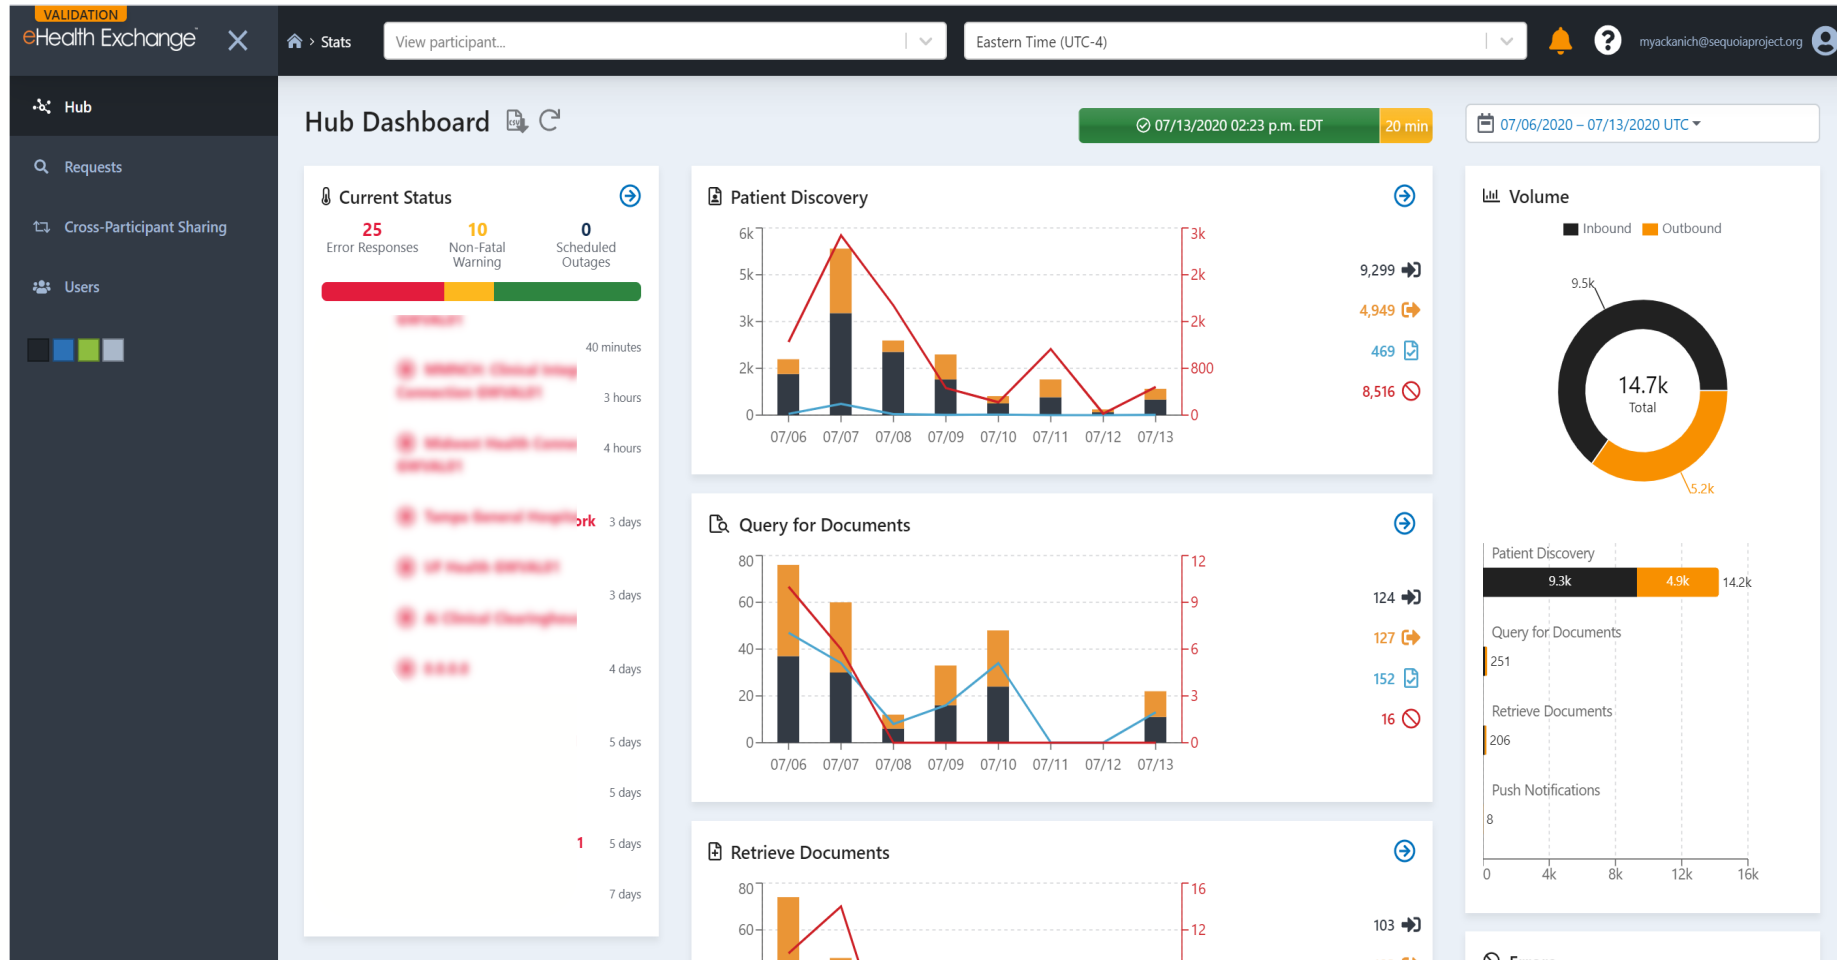 VALIDATION
eHealth Exchange
Stats
View participant...
Eastern Time (UTC-4)
myackanich@sequoiaproject.org
Hub
Requests
Cross-Participant Sharing
Users
Hub Dashboard
csv
07/13/2020 02:23 p.m. EDT
20 min
07/06/2020 – 07/13/2020 UTC
Current Status
25
Error Responses
10
Non-Fatal
Warning
0
Scheduled
Outages
40 minutes
3 hours
4 hours
ork 3 days
3 days
4 days
5 days
5 days
1 5 days
7 days
Patient Discovery
6k
5k
3k
2k
0
3k
2k
2k
800
0
07/06 07/07 07/08 07/09 07/10 07/11 07/12 07/13
9,299
4,949
469
8,516
Query for Documents
80
60
40
20
0
12
9
6
3
0
07/06 07/07 07/08 07/09 07/10 07/11 07/12 07/13
124
127
152
16
Retrieve Documents
80
60
16
12
103
Volume
Inbound Outbound
9.5k
14.7k
Total
5.2k
Patient Discovery
9.3k 4.9k 14.2k
Query for Documents
251
Retrieve Documents
206
Push Notifications
8
0 4k 8k 12k 16k